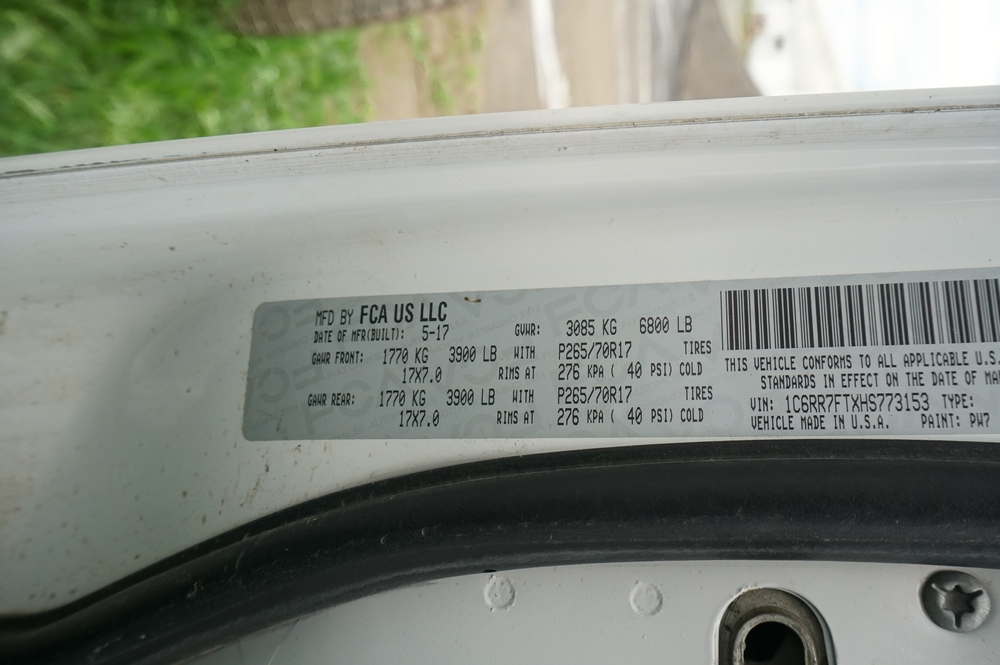 MFD BY FCA US LLC
DATE OF MFR(BUILT): 5-17 GVWR: 3085 KG 6800 LB
GAWR FRONT: 1770 KG 3900 LB WITH P265/70R17 TIRES
17X7.0 RIMS AT 276 KPA ( 40 PSI) COLD
GAWR REAR: 1770 KG 3900 LB WITH P265/70R17 TIRES
17X7.0 RIMS AT 276 KPA ( 40 PSI) COLD
THIS VEHICLE CONFORMS TO ALL APPLICABLE U.S.
STANDARDS IN EFFECT ON THE DATE OF MA
VIN: 1C6RR7FTXHS773153 TYPE:
VEHICLE MADE IN U.S.A. PAINT: PW7